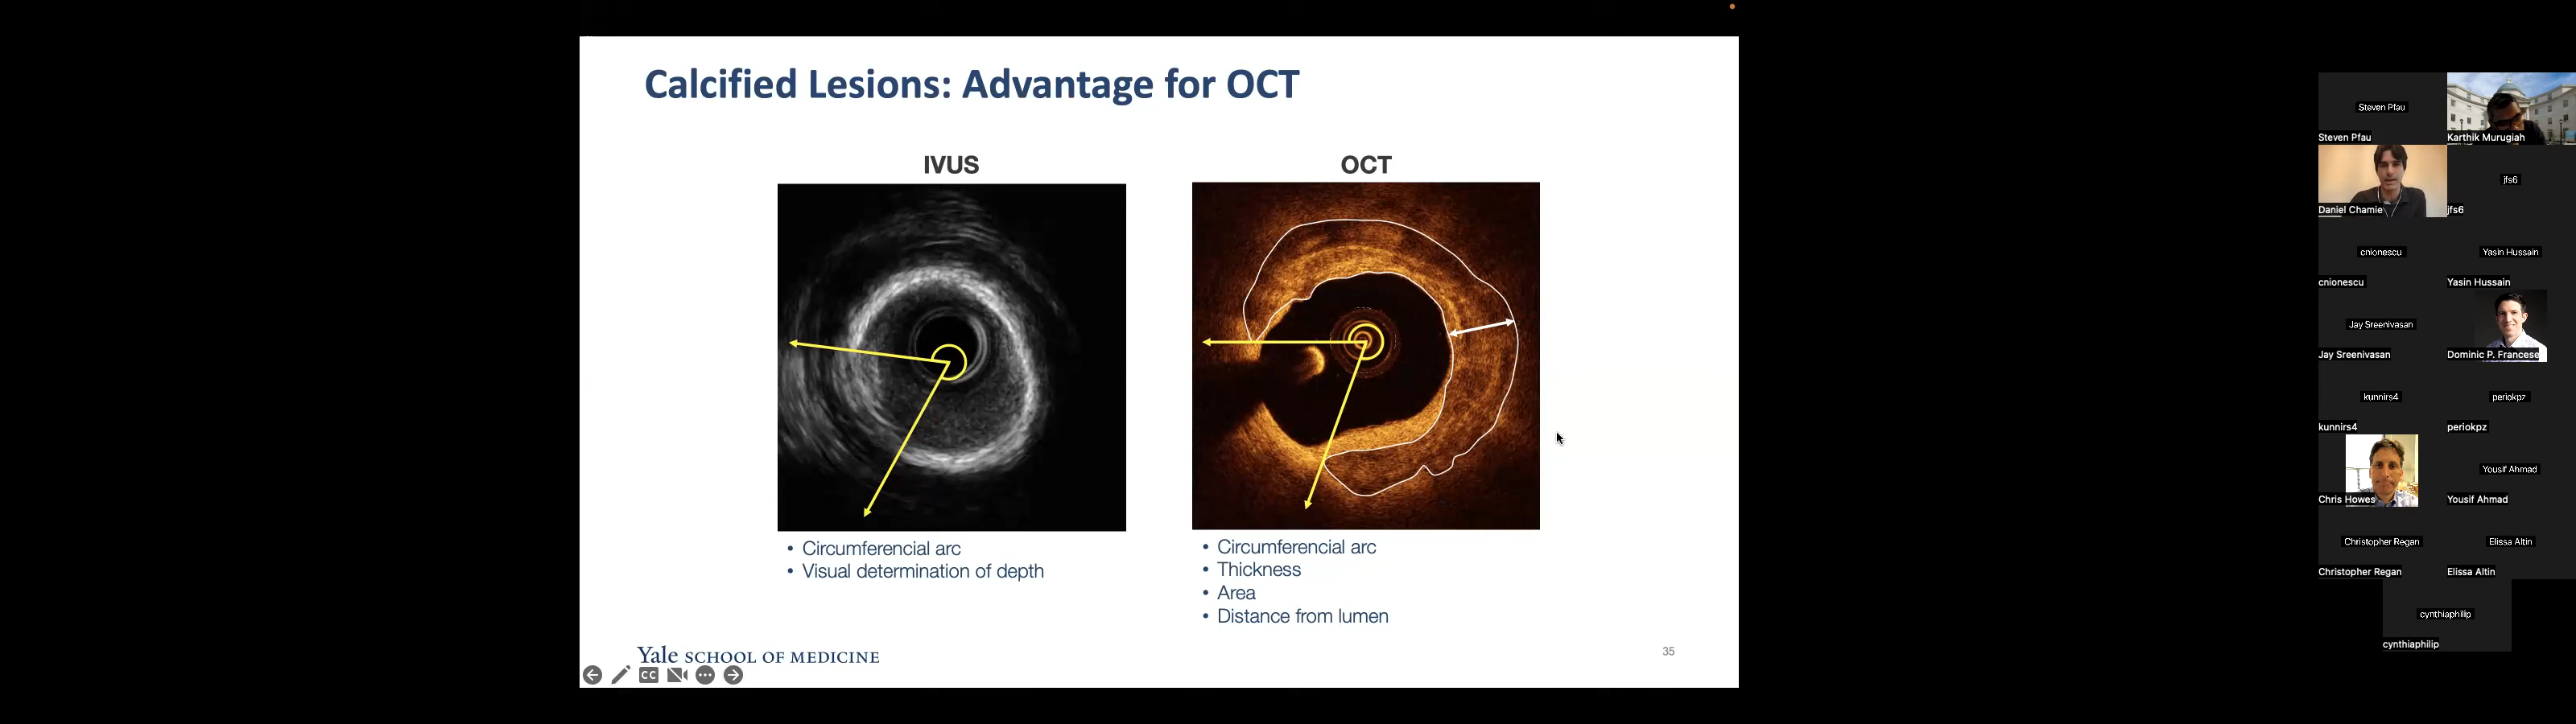 Calcified Lesions: Advantage for OCT
IVUS
OCT
• Circumferencial arc
• Visual determination of depth
• Circumferencial arc
• Thickness
• Area
• Distance from lumen
Yale SCHOOL OF MEDICINE
35
CC
Steven Pfau
Steven Pfau
Karthik Murugiah
Daniel Chamie
jfs6
jfs6
cnionescu
cnionescu
Yasin Hussain
Yasin Hussain
Jay Sreenivasan
Jay Sreenivasan
Dominic P. Francese
kunnirs4
kunnirs4
periokpz
periokpz
Chris Howes
Yousif Ahmad
Yousif Ahmad
Christopher Regan
Christopher Regan
Elissa Altin
Elissa Altin
cynthiaphilip
cynthiaphilip